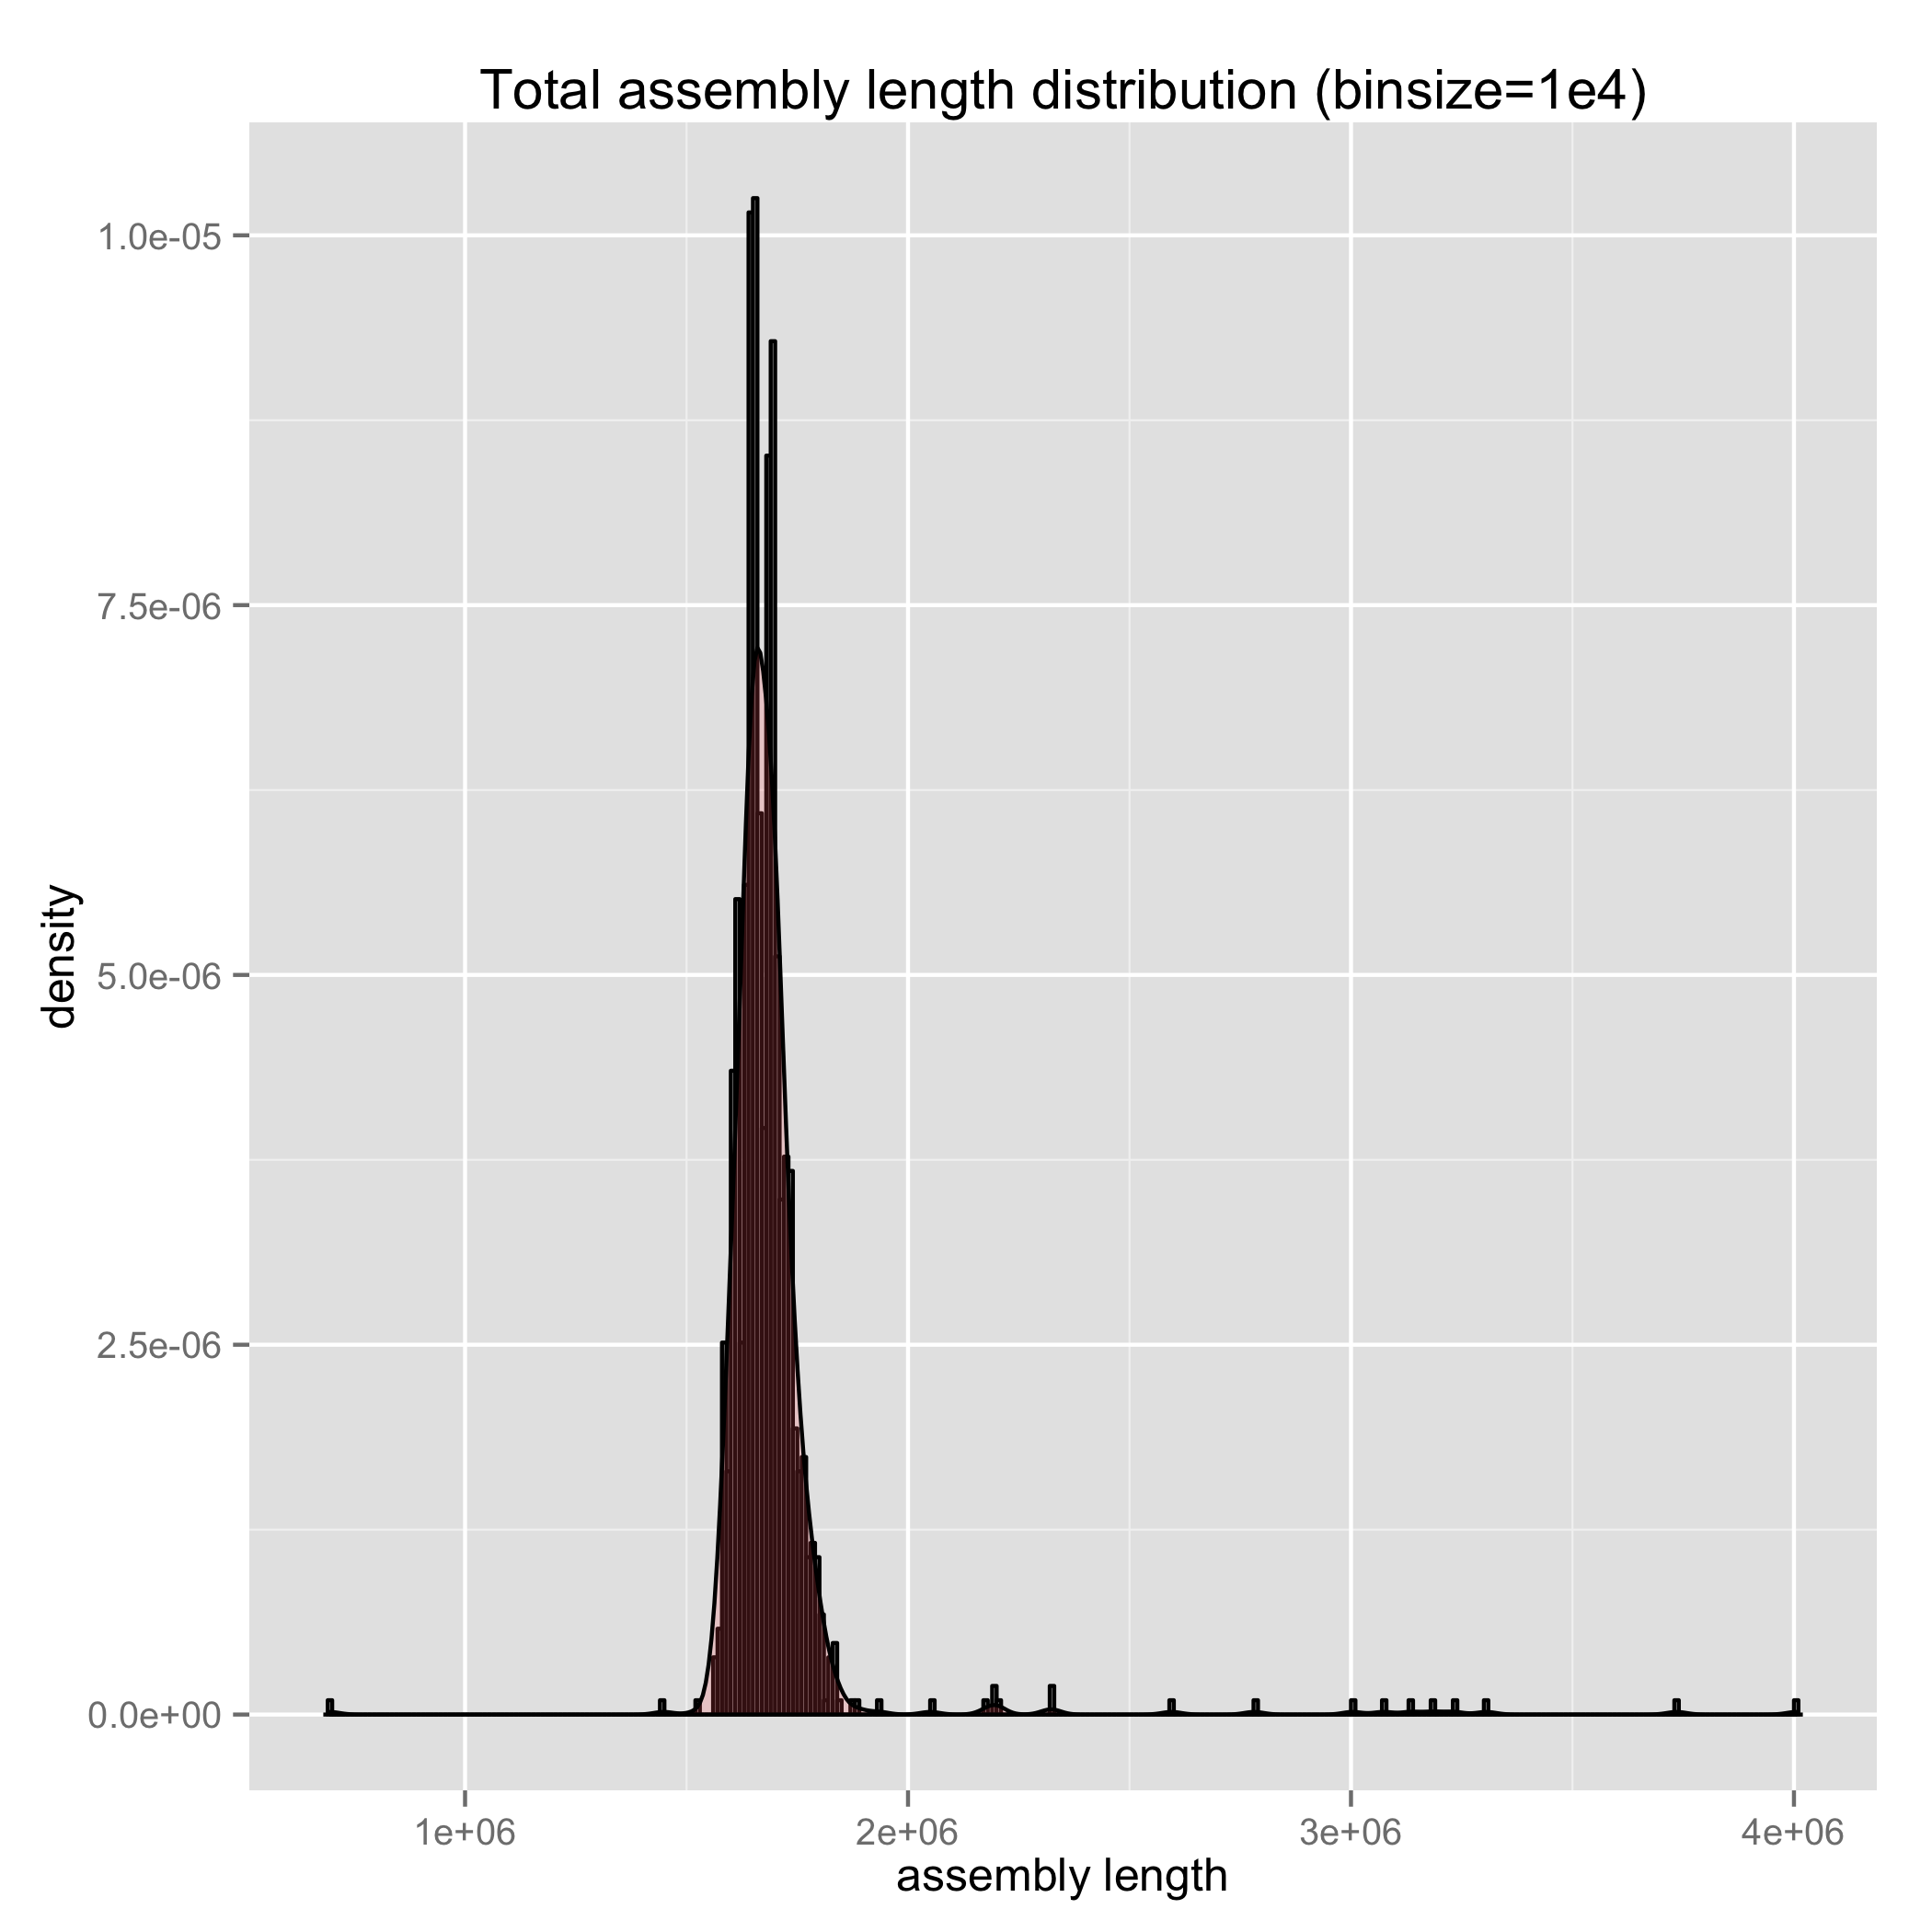 Total assembly length distribution (binsize=1e4)
1.0e-05
7.5e-06
5.0e-06
2.5e-06
0.0e+00
density
1e+06 2e+06 3e+06 4e+06
assembly length